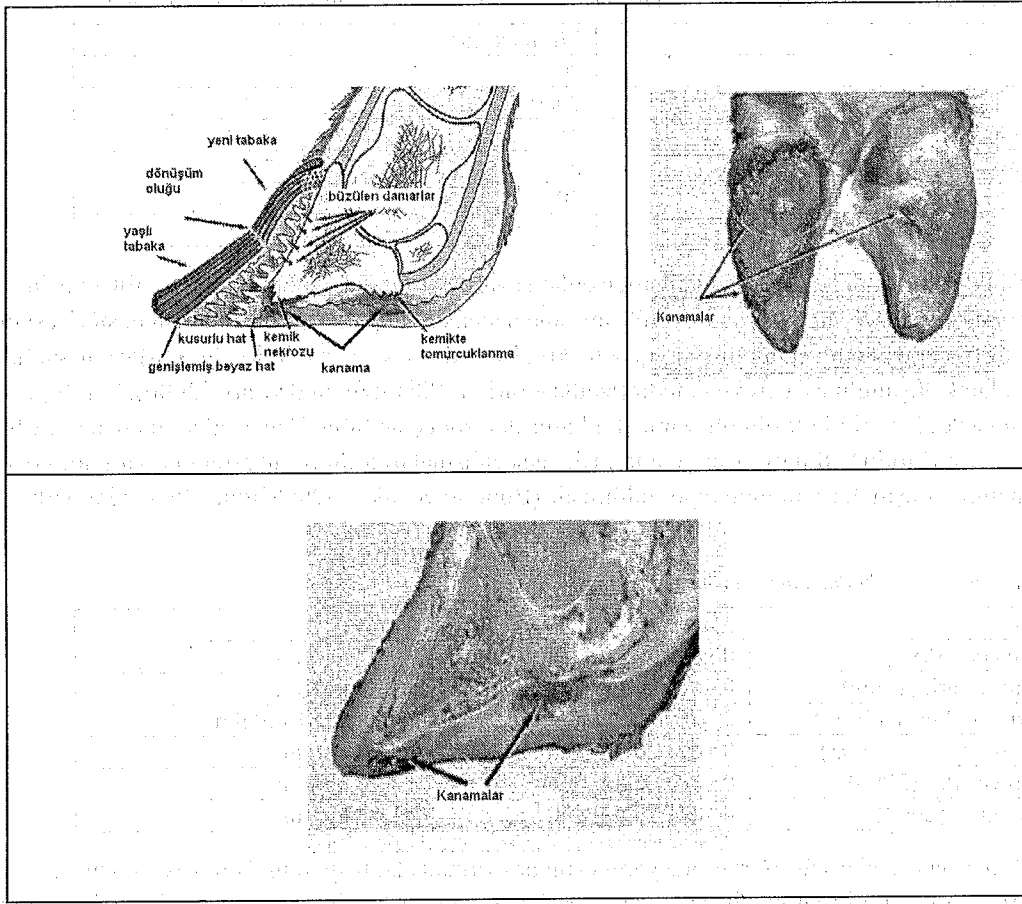 yeni tabaka
dönüşüm
oluğu
büzülen damarlar
yaşlı
tabaka
kusurlu hat
kemik
nekrozu
kemikte
tomurcuklanma
genişlemiş beyaz hat
kanama
Kanamalar
Kanamalar